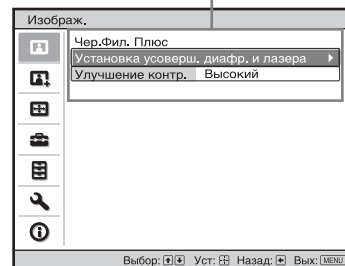 Изображ.
Чер.Фил. Плюс
Установка усоверш. диафр. и лазера
Улучшение контр. Высокий
Выбор: Уст: Назад: Вых: MENU